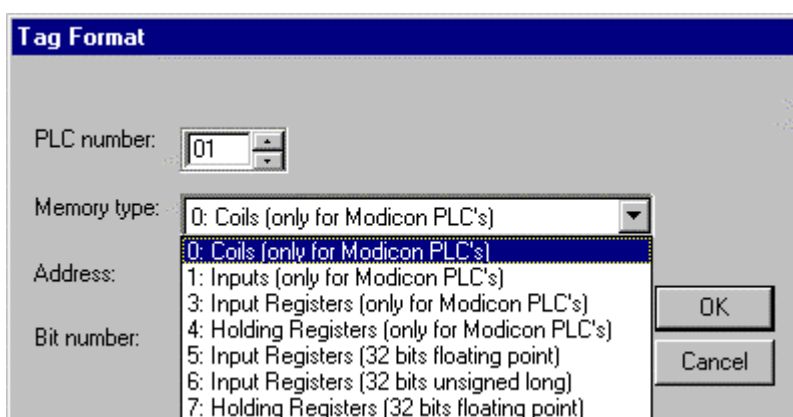 Tag Format
PLC number: 01
Memory type: 0: Coils (only for Modicon PLC's)
0: Coils (only for Modicon PLC's)
1: Inputs (only for Modicon PLC's)
Address:
3: Input Registers (only for Modicon PLC's)
OK
4: Holding Registers (only for Modicon PLC's)
Bit number:
5: Input Registers (32 bits floating point)
Cancel
6: Input Registers (32 bits unsigned long)
7: Holding Registers (32 bits floating point)